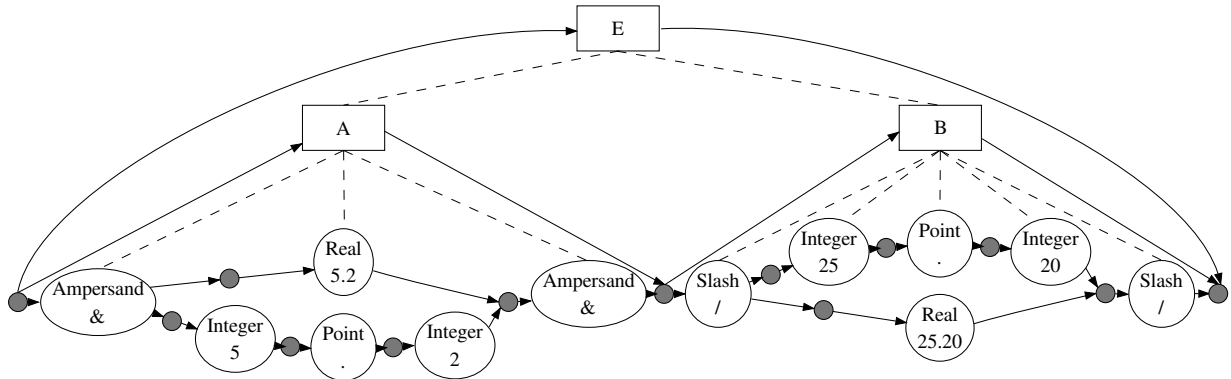 E
A
B
Ampersand
&
Real
5.2
Integer
5
Point
.
Integer
2
Ampersand
&
Slash
/
Integer
25
Point
.
Integer
20
Real
25.20
Slash
/